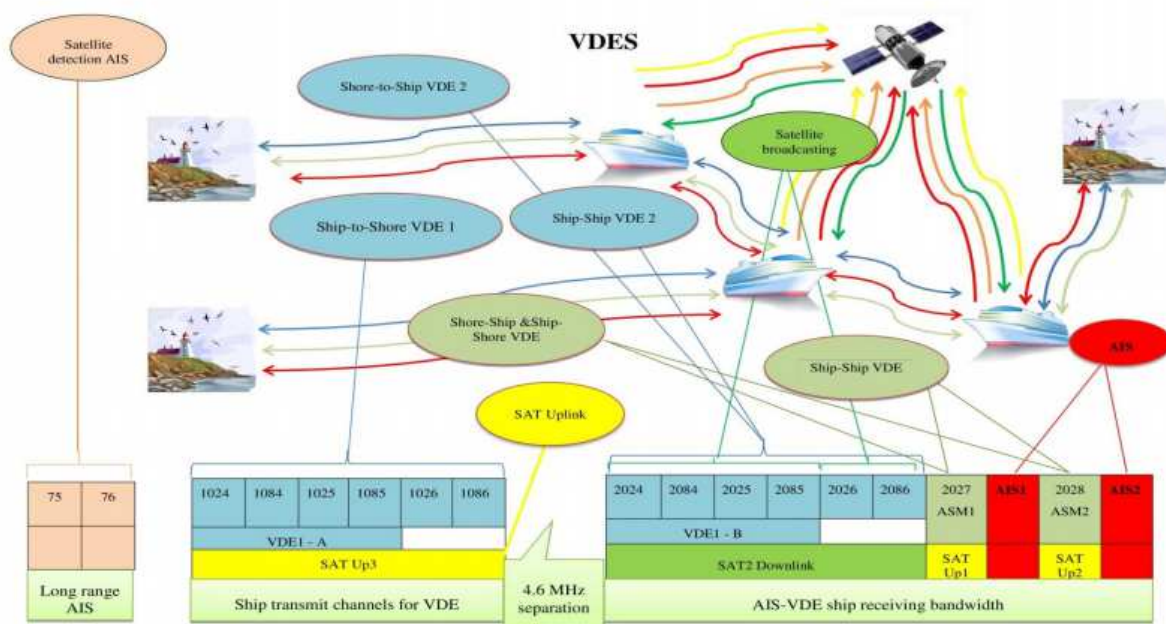 VDES
Satellite
detection AIS
Shore-to-Ship VDE 2
Satellite
broadcasting
Ship-to-Shore VDE 1
Ship-Ship VDE 2
Shore-Ship &Ship-
Shore VDE
Ship-Ship VDE
AIS
SAT Uplink
75 76
1024 1084 1025 1085 1026 1086
2024 2084 2025 2085 2026 2086 2027
ASM1
AIS1
2028
ASM2
AIS2
VDE1 - A
VDE1 - B
SAT Up3
SAT2 Downlink
SAT
Up1
SAT
Up2
Long range
AIS
Ship transmit channels for VDE
4.6 MHz
separation
AIS-VDE ship receiving bandwidth